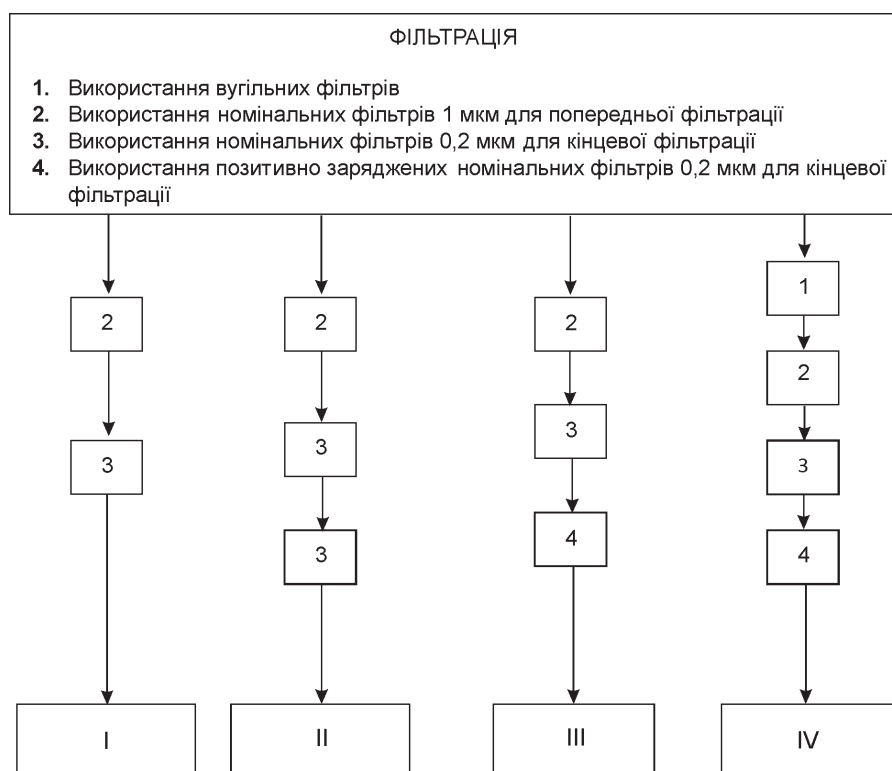 ФІЛЬТРАЦІЯ
1. Використання вугільних фільтрів
2. Використання номінальних фільтрів 1 мкм для попередньої фільтрації
3. Використання номінальних фільтрів 0,2 мкм для кінцевої фільтрації
4. Використання позитивно заряджених номінальних фільтрів 0,2 мкм для кінцевої
фільтрації
2
3
I
2
3
3
II
2
3
4
III
1
2
3
4
IV